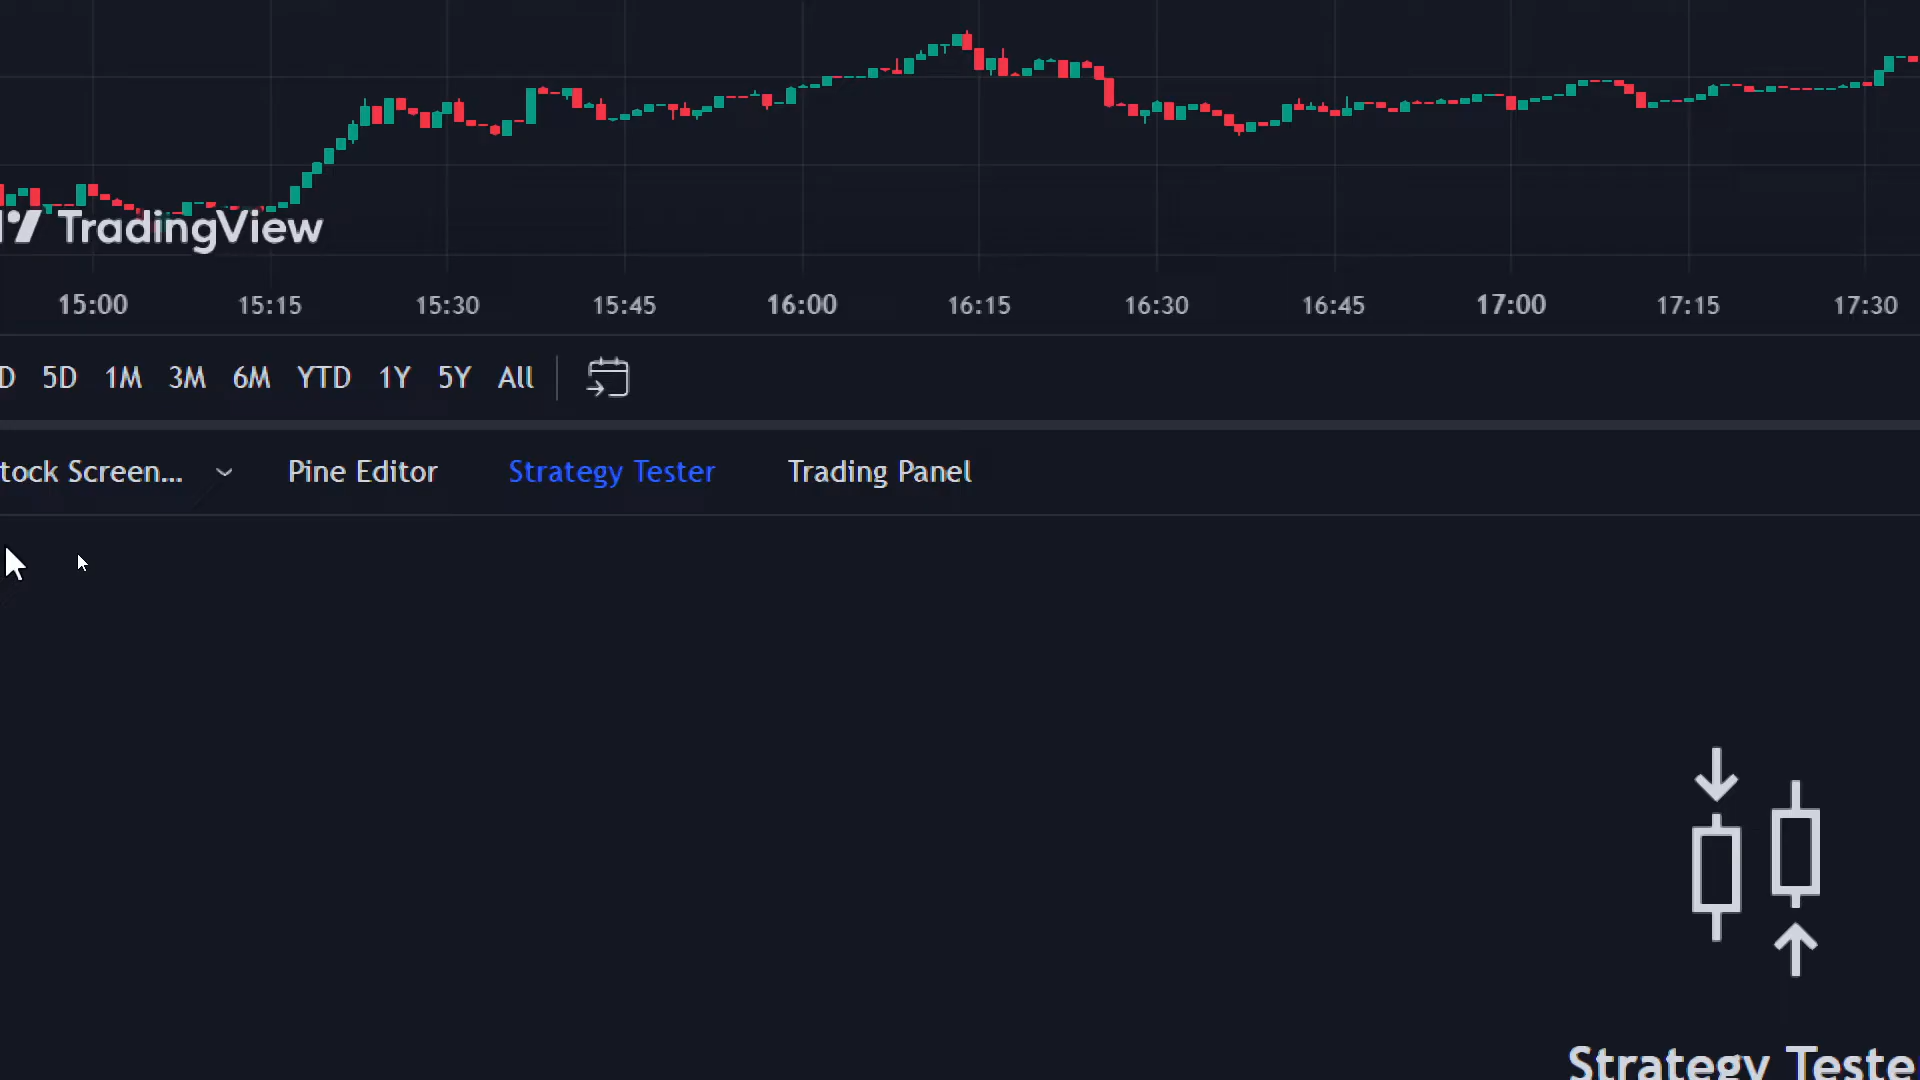 TradingView
15:00 15:15 15:30 15:45 16:00 16:15 16:30 16:45 17:00 17:15 17:30
D 5D 1M 3M 6M YTD 1Y 5Y All
tock Screen... Pine Editor Strategy Tester Trading Panel
Strategy Teste